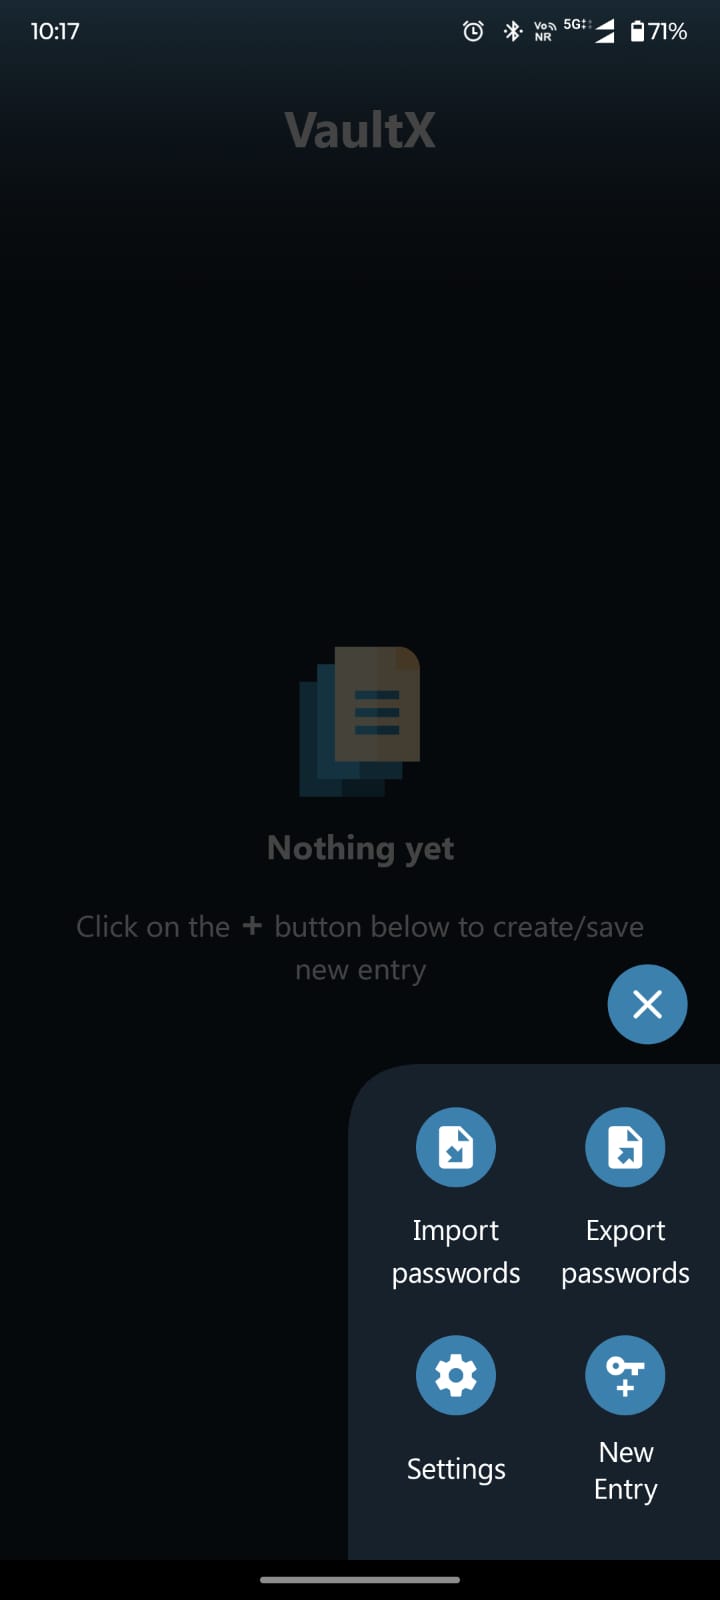 10:17
Vo NR 5G 71%
VaultX
Nothing yet
Click on the + button below to create/save
new entry
Import
passwords
Export
passwords
Settings
New
Entry